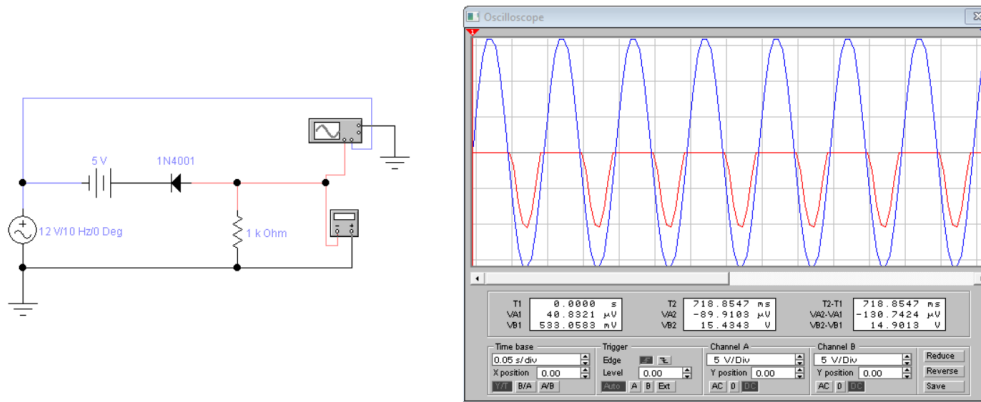 Oscilloscope
1
5 V
1N4001
12 V/10 Hz/0 Deg
1 k Ohm
T1 0.0000 s
VA1 40.8321 µV
VB1 533.0583 mV
T2 718.8547 ms
VA2 -89.9103 µV
VB2 15.4343 V
T2-T1 718.8547 ms
VA2-VA1 -130.7424 µV
VB2-VB1 14.9013 V
Time base
0.05 s/div
X position 0.00
Y/T B/A A/B
Trigger
Edge
Level 0.00
Auto A B Ext
Channel A
5 V/Div
Y position 0.00
AC 0 DC
Channel B
5 V/Div
Y position 0.00
AC 0 DC
Reduce
Reverse
Save